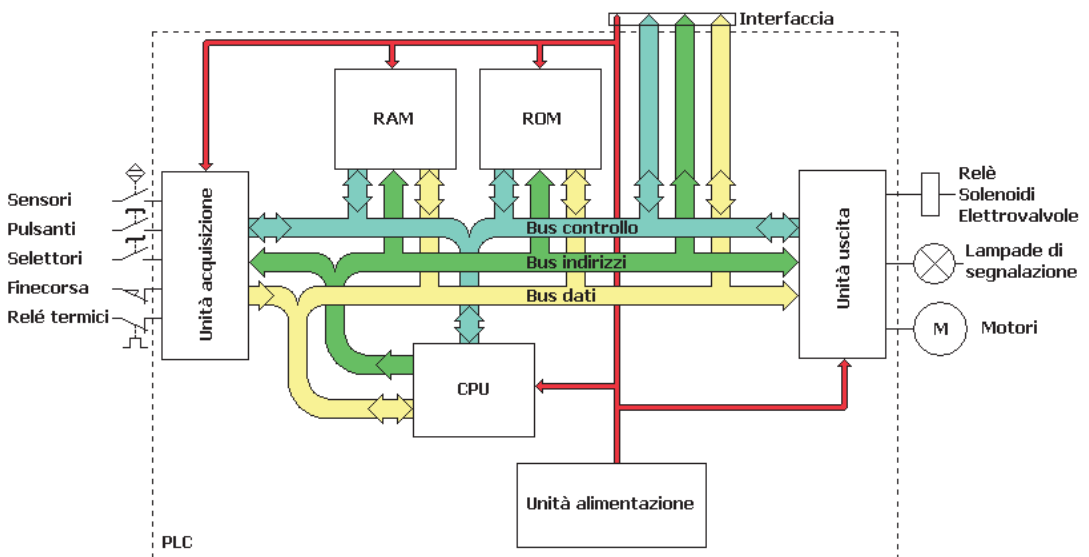 Interfaccia
RAM
ROM
Sensori
Pulsanti
Selettori
Finecorsa
Relé termici
Unità acquisizione
Bus controllo
Bus indirizzi
Bus dati
Unità uscita
Relè
Solenoidi
Elettrovalvole
Lampade di
segnalazione
M
Motori
CPU
Unità alimentazione
PLC